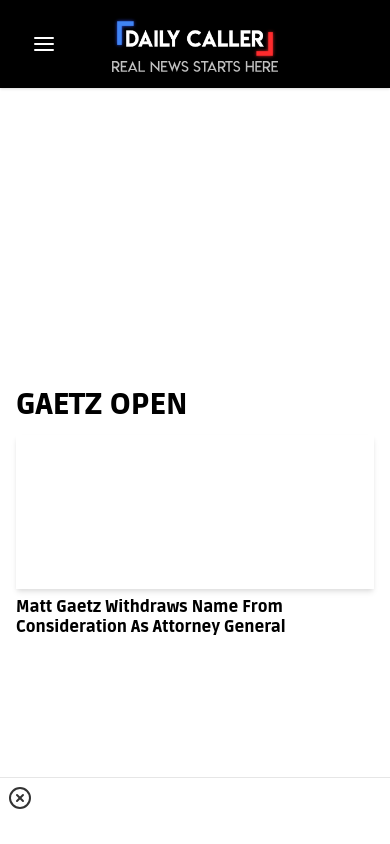 DAILY CALLER
REAL NEWS STARTS HERE
GAETZ OPEN
Matt Gaetz Withdraws Name From
Consideration As Attorney General